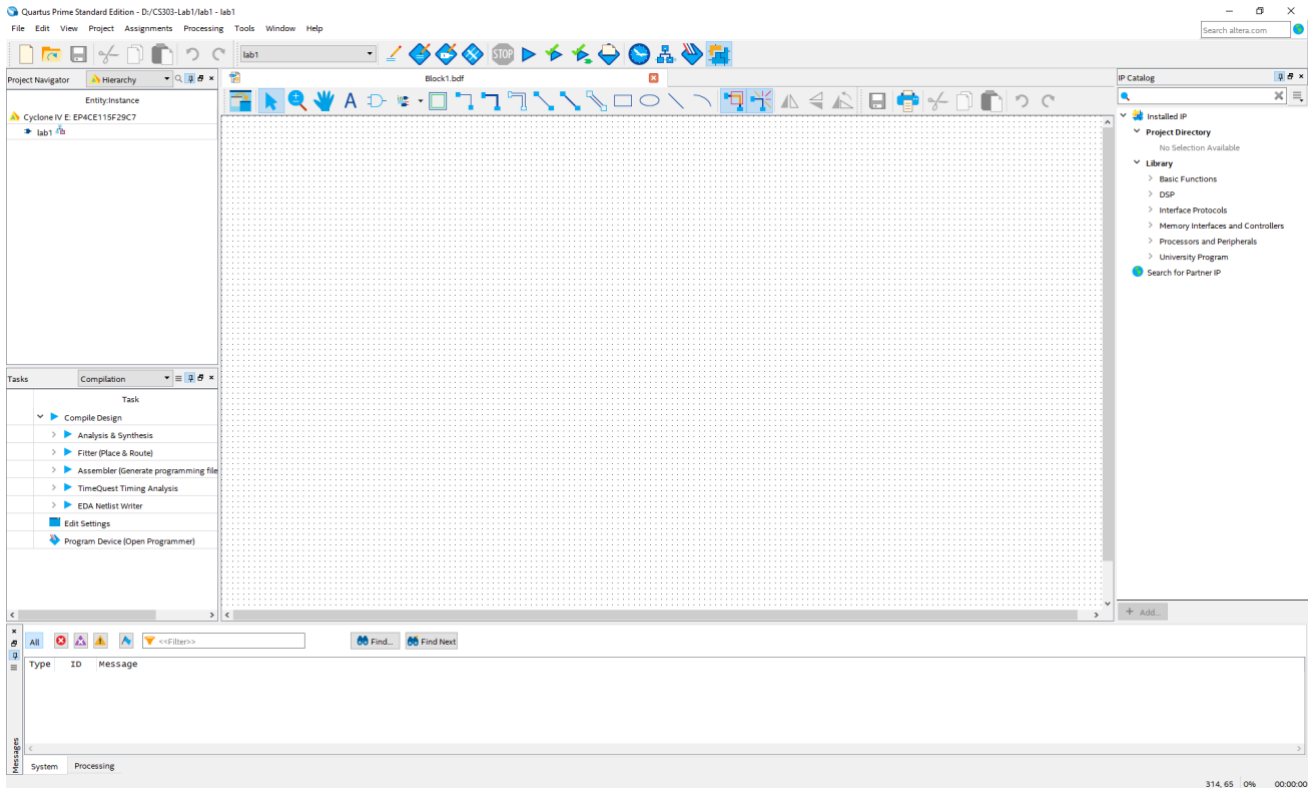 Quartus Prime Standard Edition - D:/CS303-Lab1/lab1 - lab1
File Edit View Project Assignments Processing Tools Window Help
Search altera.com
lab1
STOP
Project Navigator
Hierarchy
Entity:Instance
Cyclone IV E: EP4CE115F29C7
lab1
Block1.bdf
A
IP Catalog
Installed IP
Project Directory
No Selection Available
Library
Basic Functions
DSP
Interface Protocols
Memory Interfaces and Controllers
Processors and Peripherals
University Program
Search for Partner IP
+ Add...
Tasks
Compilation
Task
Compile Design
Analysis & Synthesis
Fitter (Place & Route)
Assembler (Generate programming file
TimeQuest Timing Analysis
EDA Netlist Writer
Edit Settings
Program Device (Open Programmer)
All
<<Filter>>
Find...
Find Next
Type ID Message
Messages
System Processing
314, 65 0% 00:00:00